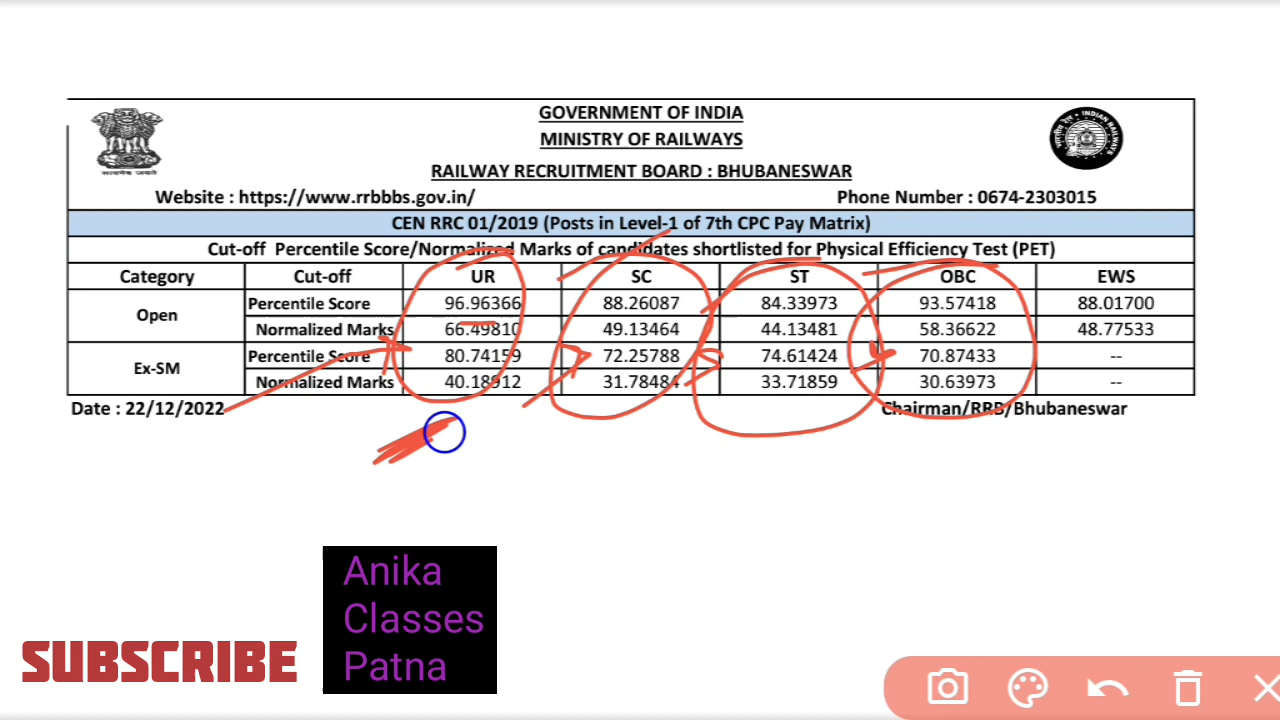 GOVERNMENT OF INDIA
MINISTRY OF RAILWAYS
RAILWAY RECRUITMENT BOARD : BHUBANESWAR
Website : https://www.rrbbbs.gov.in/ Phone Number : 0674-2303015
CEN RRC 01/2019 (Posts in Level-1 of 7th CPC Pay Matrix)
Cut-off Percentile Score/Normalized Marks of candidates shortlisted for Physical Efficiency Test (PET)
Category Cut-off UR SC ST OBC EWS
Open Percentile Score 96.96366 88.26087 84.33973 93.57418 88.01700
Normalized Marks 66.49810 49.13464 44.13481 58.36622 48.77533
Ex-SM Percentile Score 80.74159 72.25788 74.61424 70.87433 --
Normalized Marks 40.18912 31.78484 33.71859 30.63973 --
Date : 22/12/2022 Chairman/RRB/Bhubaneswar
Anika
Classes
Patna
SUBSCRIBE